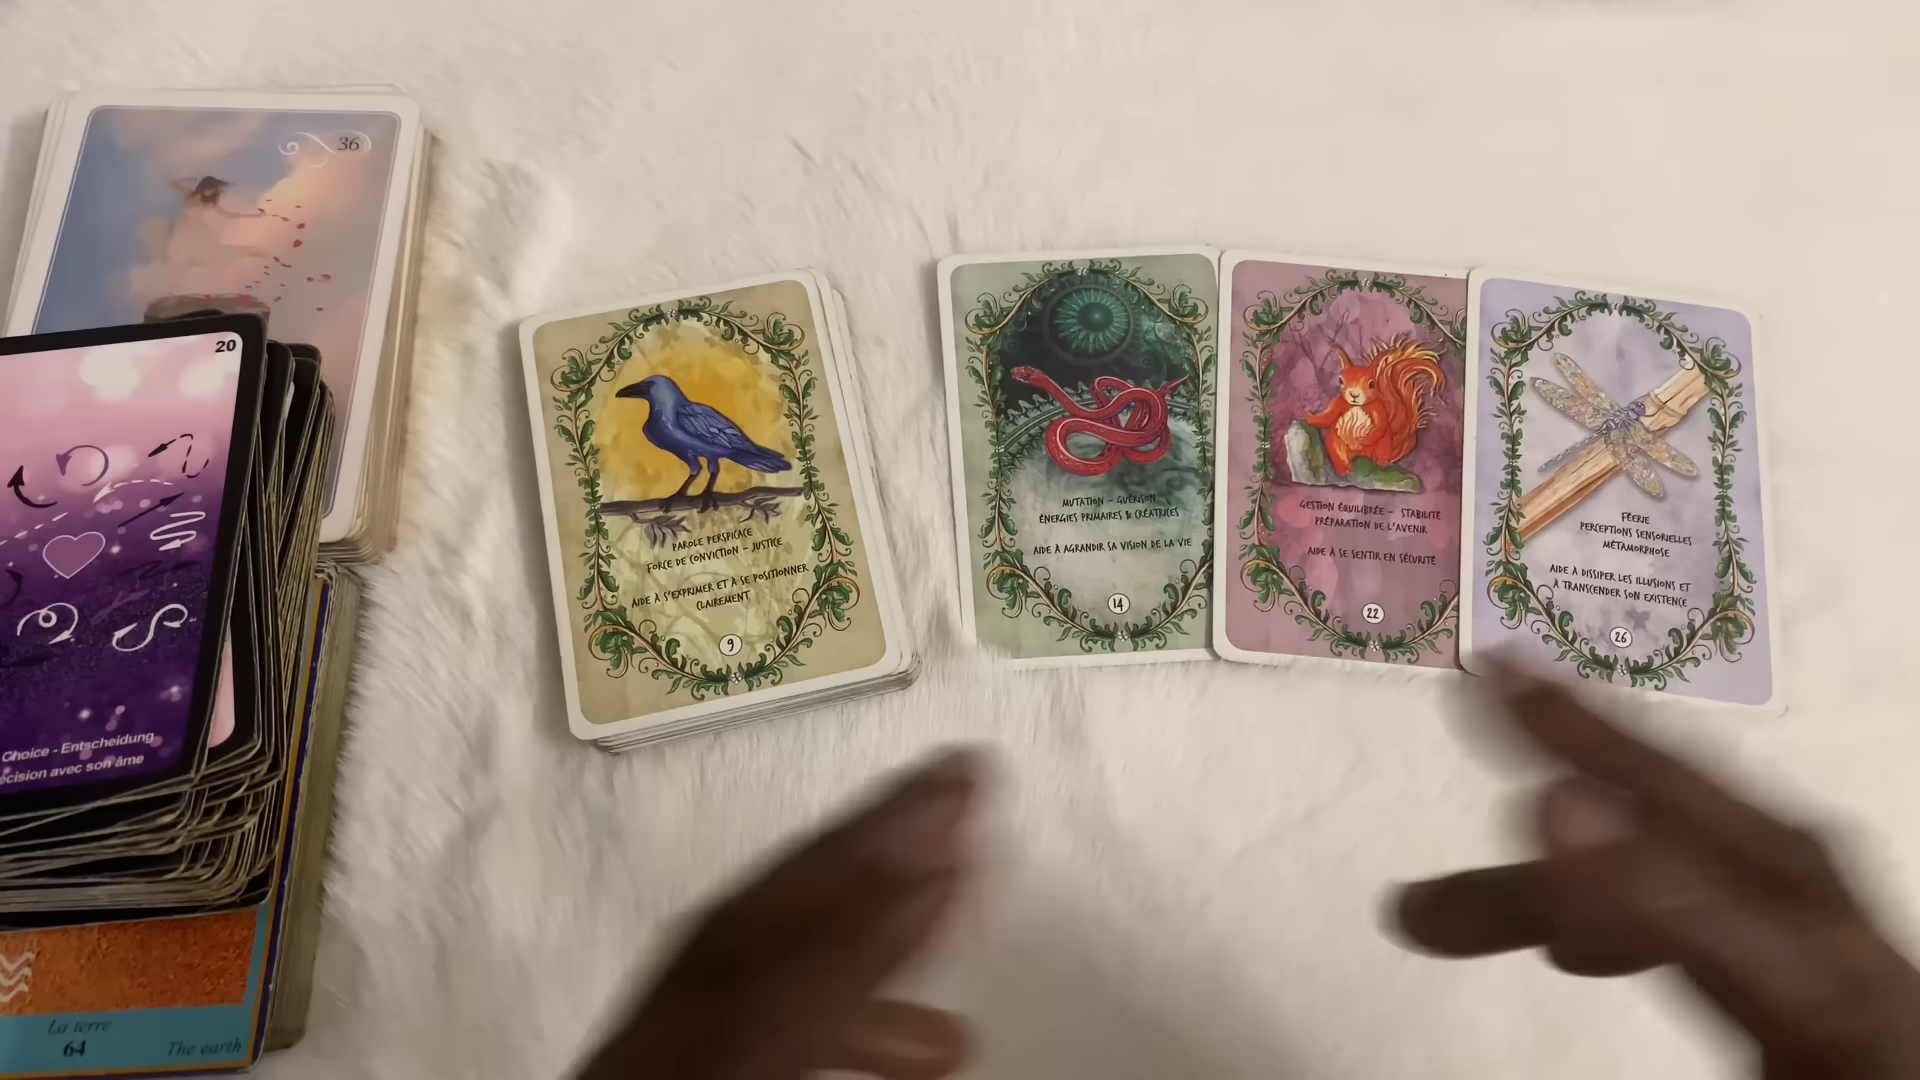 36
20
Choice - Entscheidung
écision avec son âme
La terre
64
The earth
PAROLE PERSPICACE
FORCE DE CONVICTION - JUSTICE
AIDE À S'EXPRIMER ET À SE POSITIONNER
CLAIREMENT
9
MUTATION - GUÉRISON
ÉNERGIES PRIMAIRES & CRÉATRICES
AIDE À AGRANDIR SA VISION DE LA VIE
14
GESTION ÉQUILIBRÉE - STABILITÉ
PRÉPARATION DE L'AVENIR
AIDE À SE SENTIR EN SÉCURITÉ
22
FÉERIE
PERCEPTIONS SENSORIELLES
MÉTAMORPHOSE
AIDE À DISSIPER LES ILLUSIONS ET
À TRANSCENDER SON EXISTENCE
26